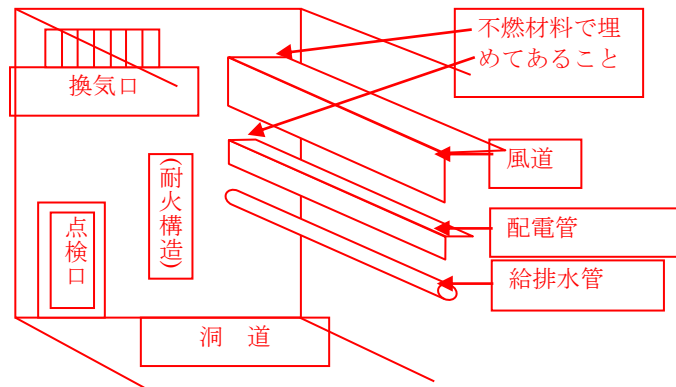 不燃材料で埋
めてあること
換気口
風道
(耐火構造)
点検口
配電管
給排水管
洞　道